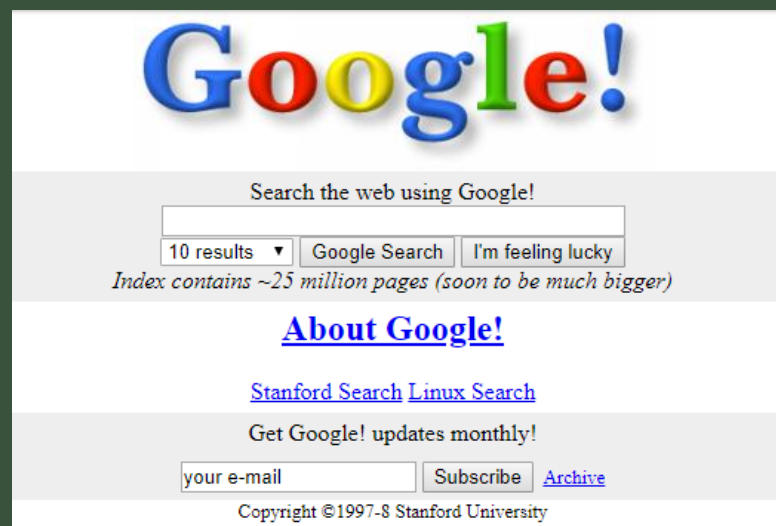 Google!
Search the web using Google!
10 results Google Search I'm feeling lucky
Index contains ~25 million pages (soon to be much bigger)
About Google!
Stanford Search Linux Search
Get Google! updates monthly!
your e-mail Subscribe Archive
Copyright ©1997-8 Stanford University